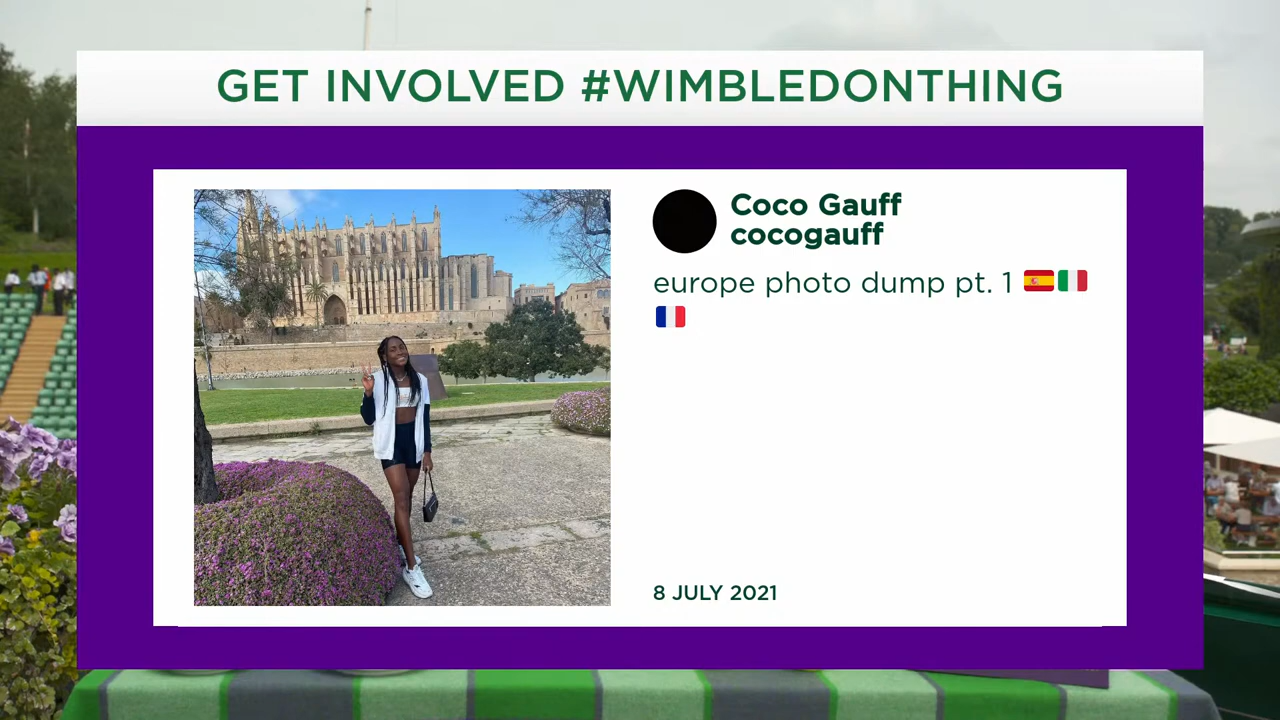 GET INVOLVED #WIMBLEDONTHING
Coco Gauff
cocogauff
europe photo dump pt. 1 🇪🇸🇮🇹
🇫🇷
8 JULY 2021